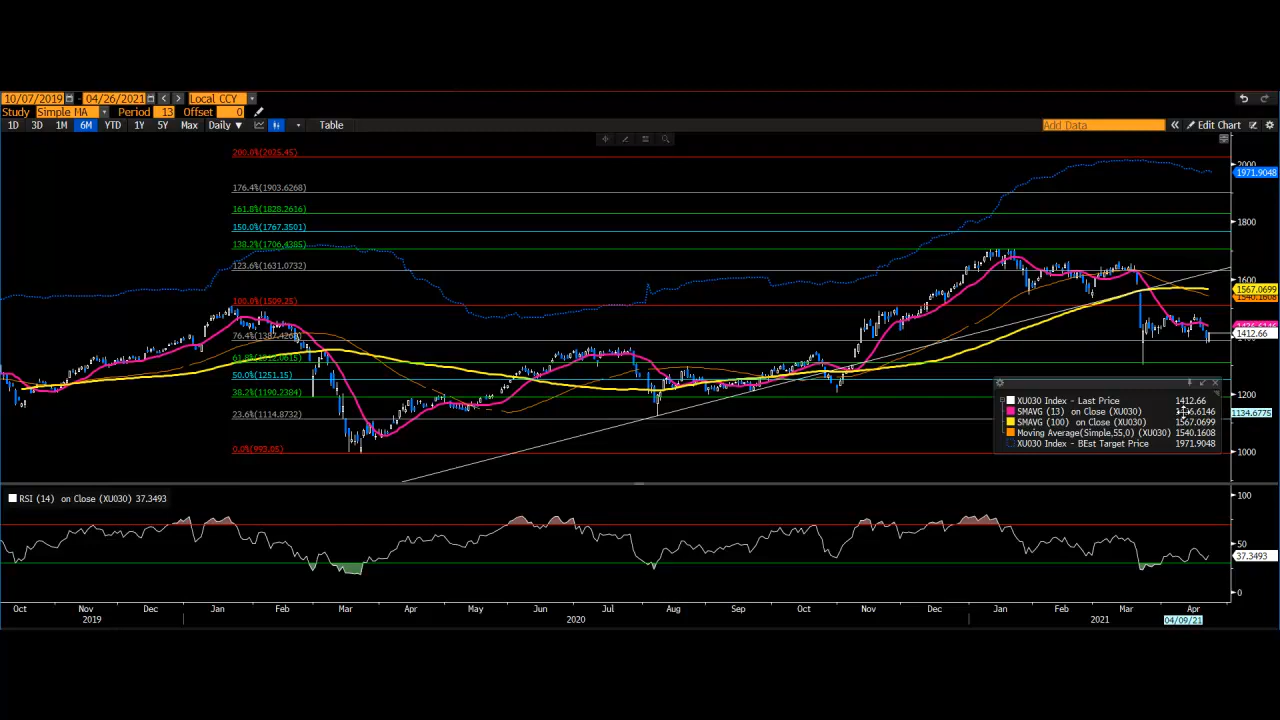 10/07/2019 - 04/26/2021 Local CCY
Study Simple MA Period 13 Offset 0
1D 3D 1M 6M YTD 1Y 5Y Max Daily ▼ Table Add Data « Edit Chart
200.0%(2025.45)
176.4%(1903.6268)
161.8%(1828.2616)
150.0%(1767.3501)
138.2%(1706.4385)
123.6%(1631.0732)
100.0%(1509.25)
76.4%(1387.4268)
61.8%(1312.0615)
50.0%(1251.15)
38.2%(1190.2384)
23.6%(1114.8732)
0.0%(993.05)
2000
1971.9048
1800
1600
1567.0699
1540.1608
1412.66
1400
1200
1134.6775
1000
XU030 Index - Last Price 1412.66
SMAVG (13) on Close (XU030)
SMAVG (100) on Close (XU030) 1567.0699
Moving Average(Simple,55,0) (XU030) 1540.1608
XU030 Index - BEst Target Price 1971.9048
RSI (14) on Close (XU030) 37.3493
100
50
37.3493
0
Oct Nov Dec Jan Feb Mar Apr May Jun Jul Aug Sep Oct Nov Dec Jan Feb Mar Apr
2019 2020 2021 04/09/21